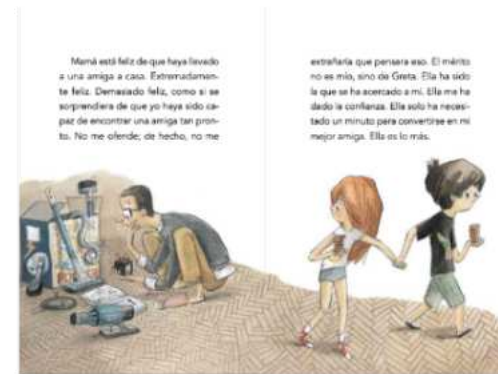 Mamá está feliz de que haya llevado
a una amiga a casa. Extremadamen-
te feliz. Demasiado feliz, como si se
sorprendiera de que yo haya sido ca-
paz de encontrar una amiga tan pron-
to. No me ofende; de hecho, no me
extrañaría que pensara eso. El mérito
no es mío, sino de Greta. Ella ha sido
la que se ha acercado a mí. Ella me ha
dado la confianza. Ella solo ha necesi-
tado un minuto para convertirse en mi
mejor amiga. Ella es lo más.